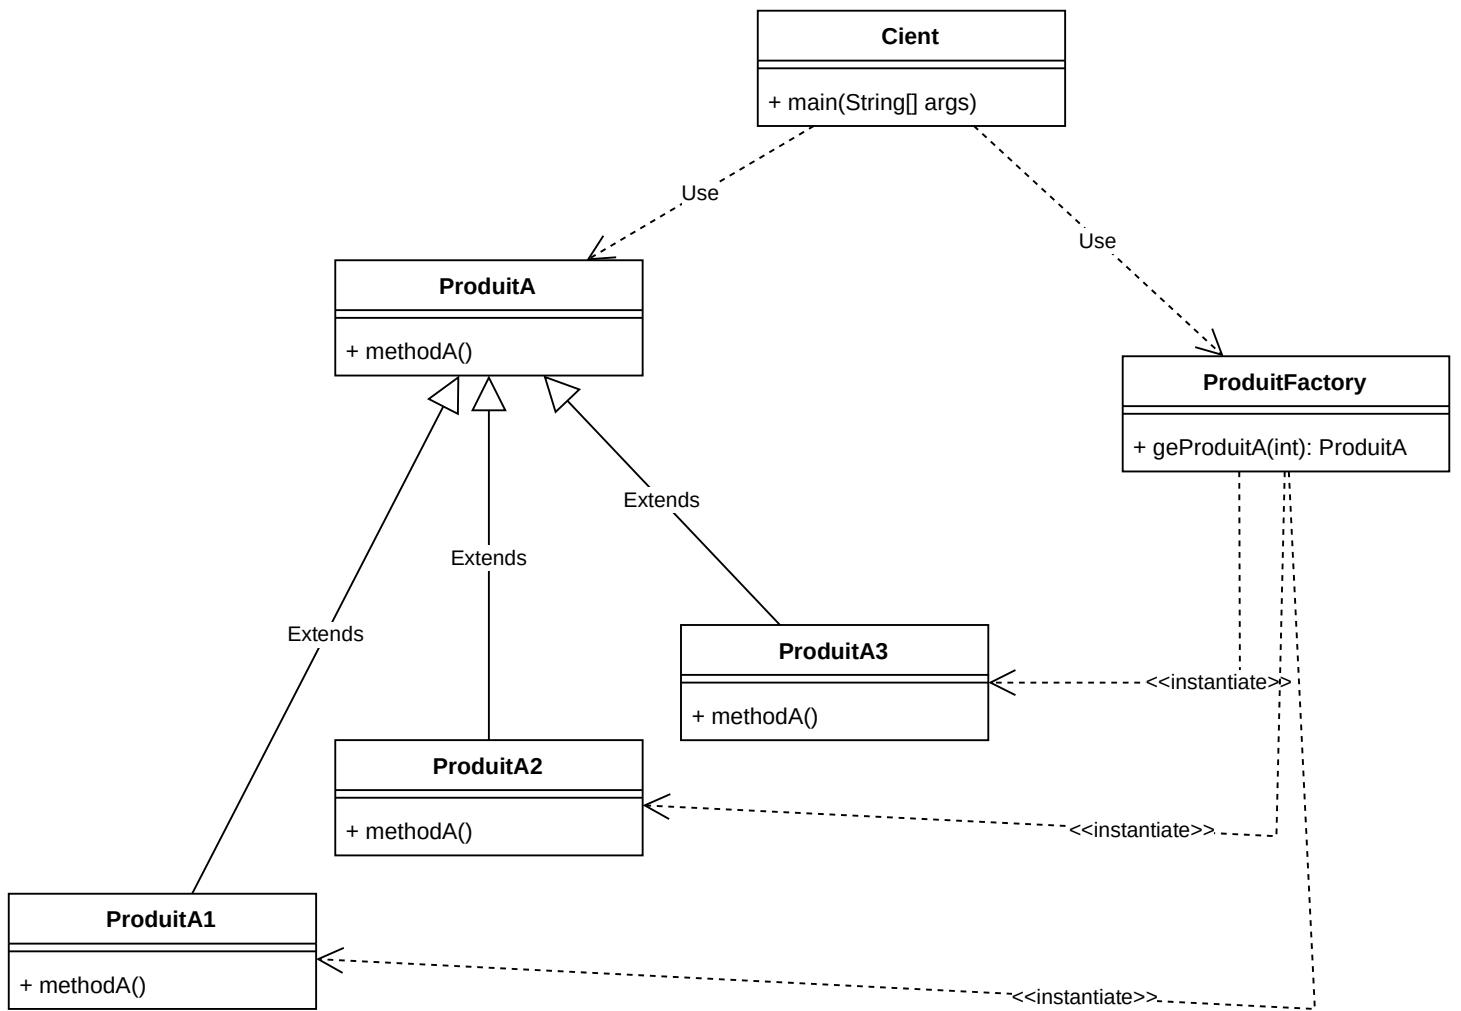 Cient
+ main(String[] args)
Use
Use
ProduitA
+ methodA()
ProduitFactory
+ geProduitA(int): ProduitA
Extends
Extends
Extends
ProduitA3
+ methodA()
<<instantiate>>
ProduitA2
+ methodA()
<<instantiate>>
ProduitA1
+ methodA()
<<instantiate>>